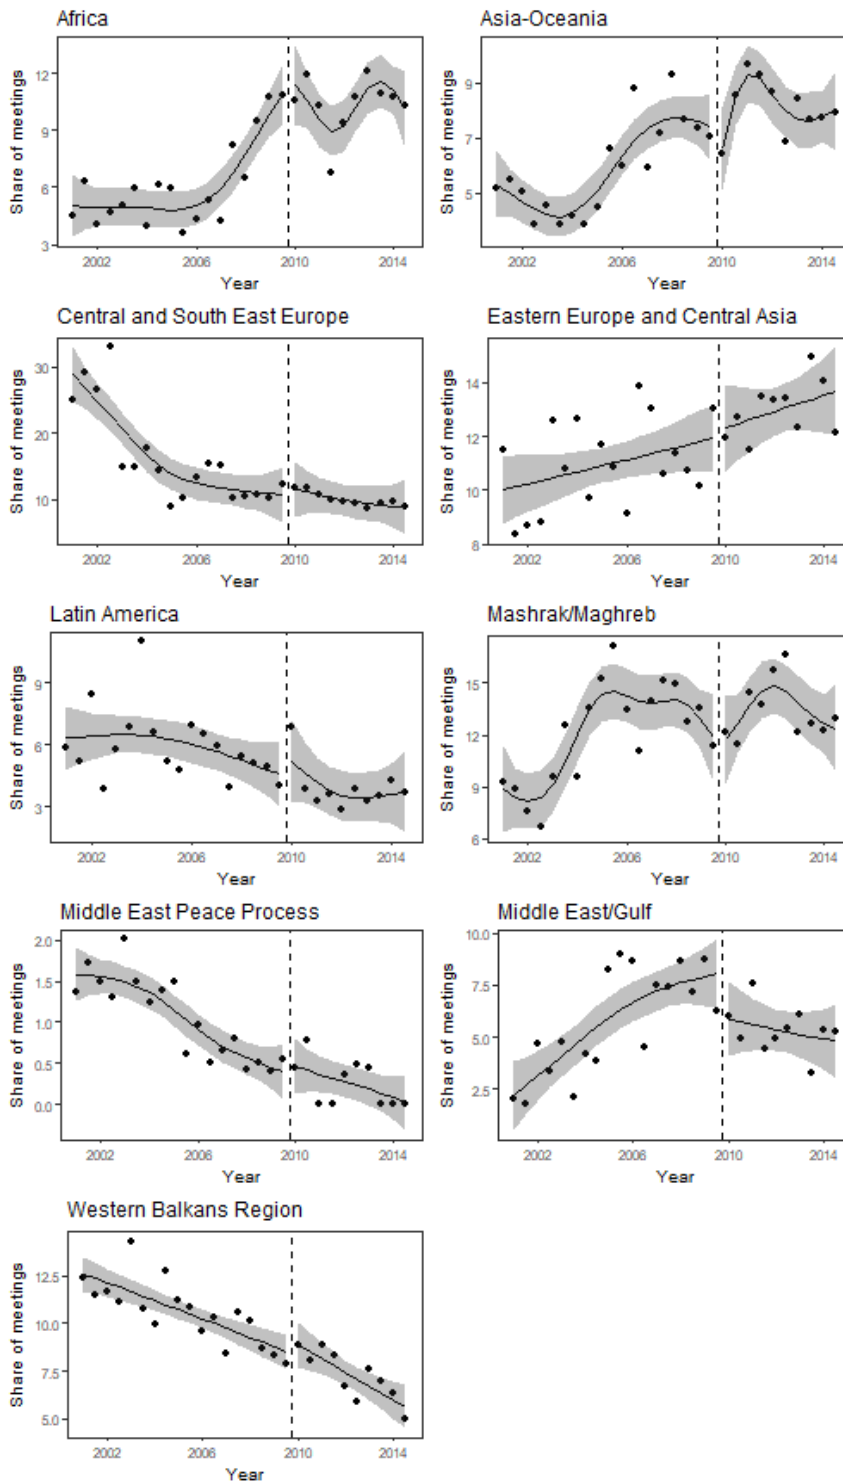 Africa
Share of meetings
12
9
6
3
2002 2006 2010 2014
Year
Asia-Oceania
Share of meetings
9
7
5
2002 2006 2010 2014
Year
Central and South East Europe
Share of meetings
30
20
10
2002 2006 2010 2014
Year
Eastern Europe and Central Asia
Share of meetings
14
12
10
8
2002 2006 2010 2014
Year
Latin America
Share of meetings
9
6
3
2002 2006 2010 2014
Year
Mashrak/Maghreb
Share of meetings
15
12
9
6
2002 2006 2010 2014
Year
Middle East Peace Process
Share of meetings
2.0
1.5
1.0
0.5
0.0
2002 2006 2010 2014
Year
Middle East/Gulf
Share of meetings
10.0
7.5
5.0
2.5
2002 2006 2010 2014
Year
Western Balkans Region
Share of meetings
12.5
10.0
7.5
5.0
2002 2006 2010 2014
Year